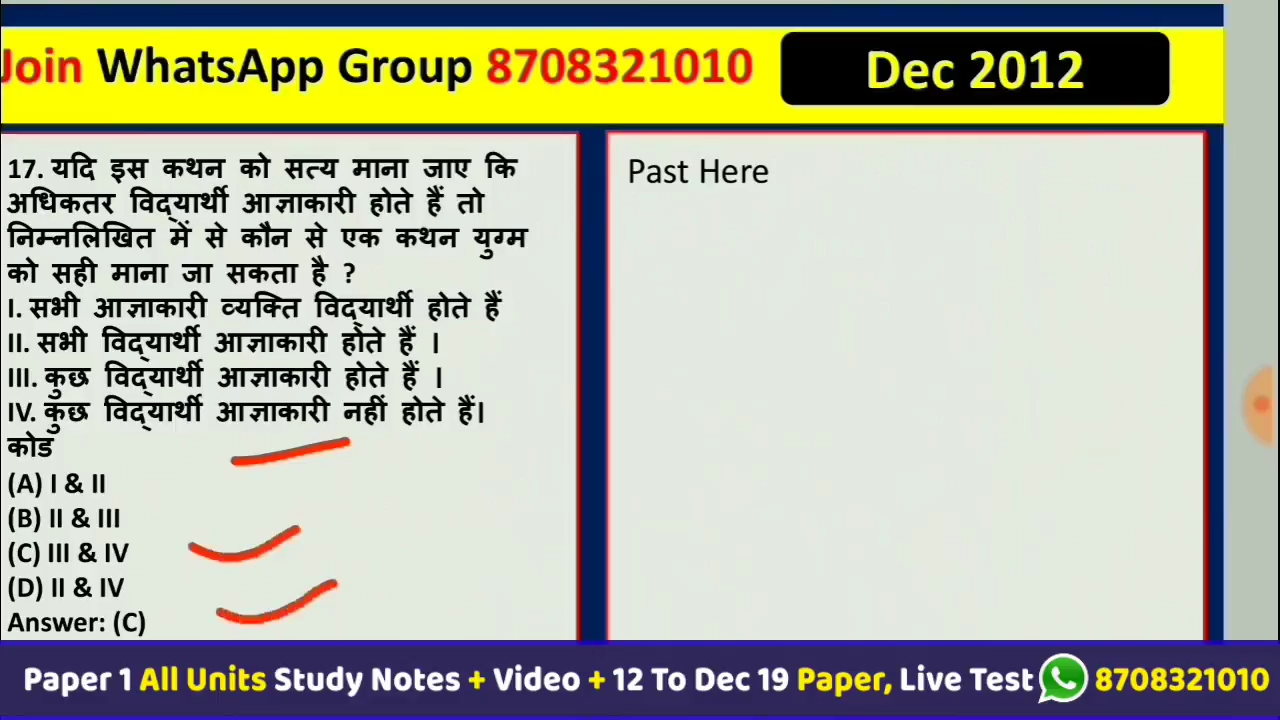 Join WhatsApp Group 8708321010
Dec 2012
17. यदि इस कथन को सत्य माना जाए कि
अधिकतर विद्यार्थी आज्ञाकारी होते हैं तो
निम्नलिखित में से कौन से एक कथन युग्म
को सही माना जा सकता है ?
I. सभी आज्ञाकारी व्यक्ति विद्यार्थी होते हैं
II. सभी विद्यार्थी आज्ञाकारी होते हैं ।
III. कुछ विद्यार्थी आज्ञाकारी होते हैं ।
IV. कुछ विद्यार्थी आज्ञाकारी नहीं होते हैं।
कोड
(A) I & II
(B) II & III
(C) III & IV
(D) II & IV
Answer: (C)
Past Here
Paper 1 All Units Study Notes + Video + 12 To Dec 19 Paper, Live Test 8708321010